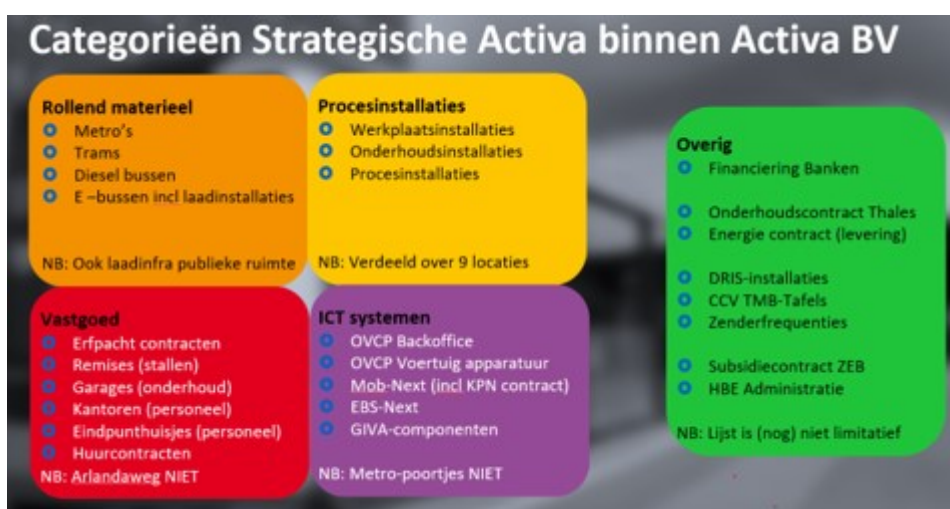 Categorieën Strategische Activa binnen Activa BV
Rollend materieel
Metro's
Trams
Diesel bussen
E –bussen incl laadinstallaties
NB: Ook laadinfra publieke ruimte
Procesinstallaties
Werkplaatsinstallaties
Onderhoudsinstallaties
Procesinstallaties
NB: Verdeeld over 9 locaties
Vastgoed
Erfpacht contracten
Remises (stallen)
Garages (onderhoud)
Kantoren (personeel)
Eindpunthuisjes (personeel)
Huurcontracten
NB: Arlandaweg NIET
ICT systemen
OVCP Backoffice
OVCP Voertuig apparatuur
Mob-Next (incl KPN contract)
EBS-Next
GIVA-componenten
NB: Metro-poortjes NIET
Overig
Financiering Banken
Onderhoudscontract Thales
Energie contract (levering)
DRIS-installaties
CCV TMB-Tafels
Zenderfrequenties
Subsidiecontract ZEB
HBE Administratie
NB: Lijst is (nog) niet limitatief